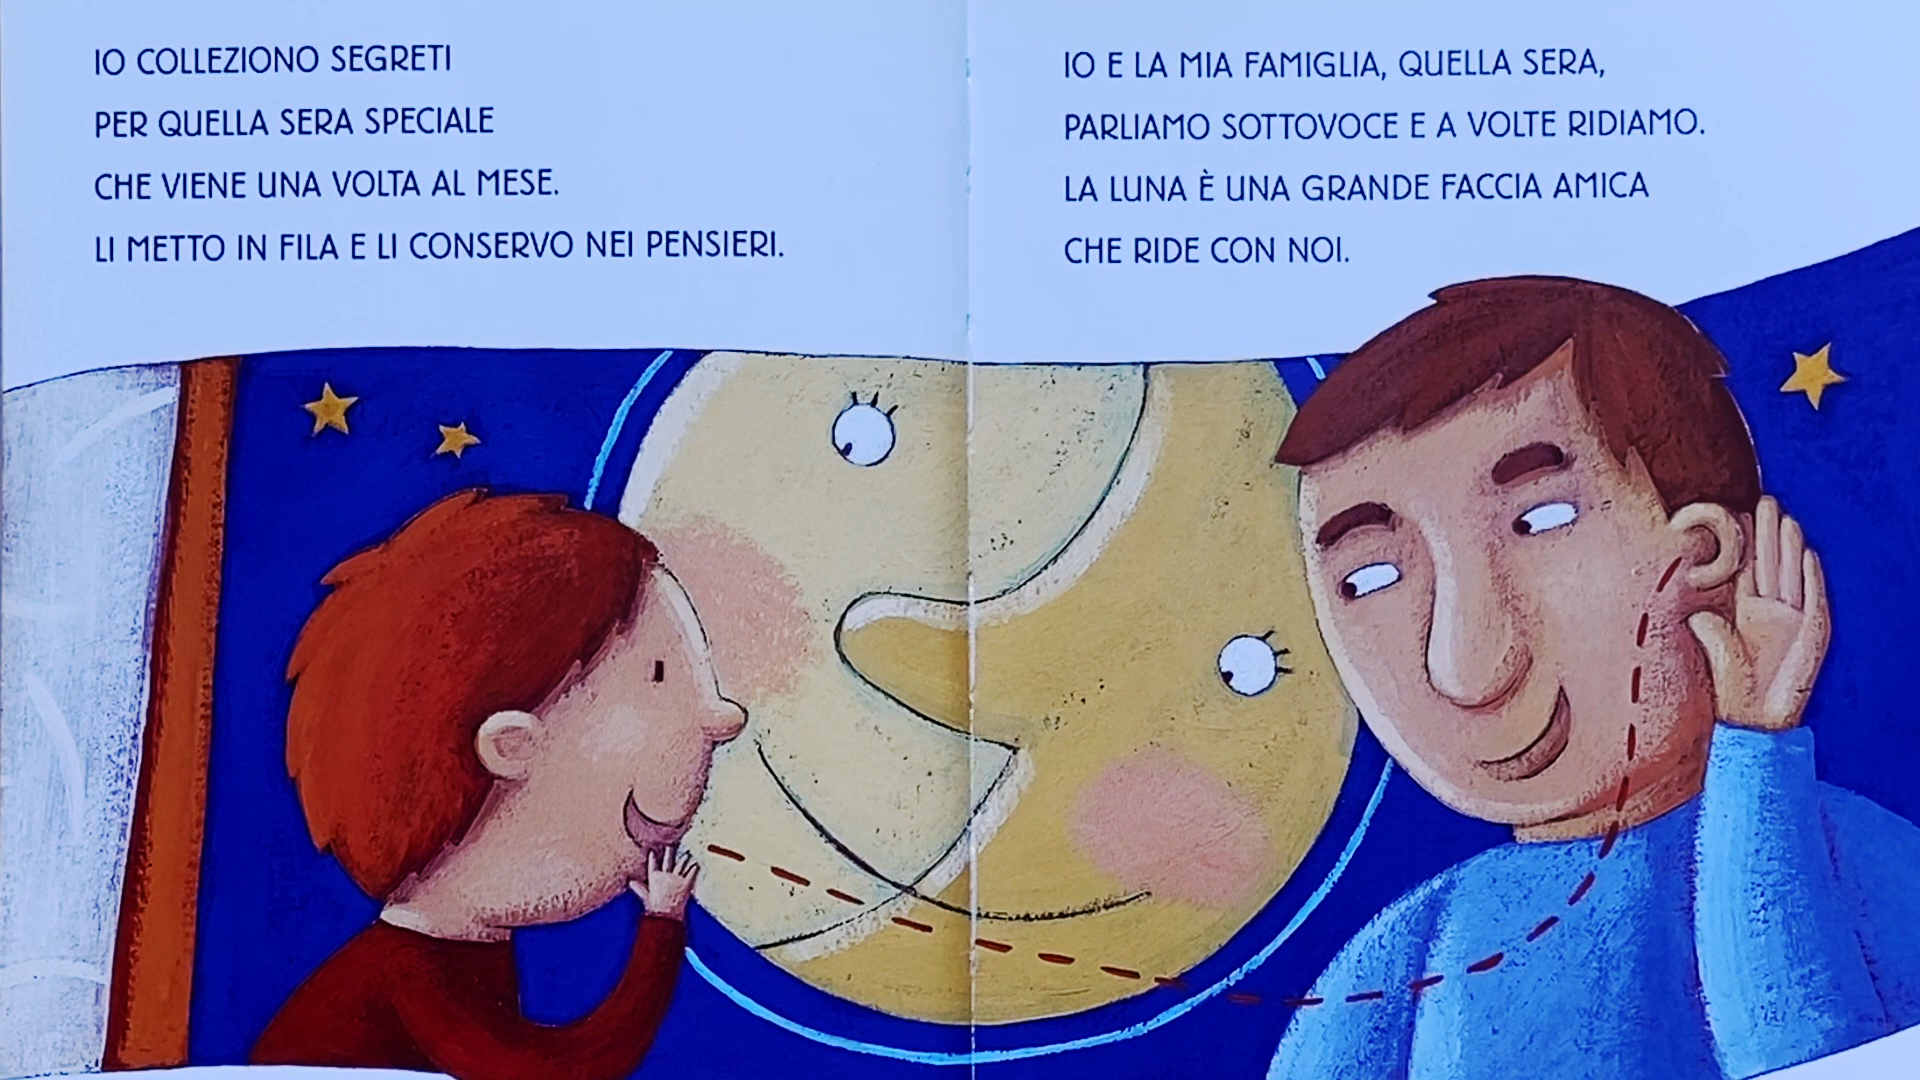 IO COLLEZIONO SEGRETI
PER QUELLA SERA SPECIALE
CHE VIENE UNA VOLTA AL MESE.
LI METTO IN FILA E LI CONSERVO NEI PENSIERI.
IO E LA MIA FAMIGLIA, QUELLA SERA,
PARLIAMO SOTTOVOCE E A VOLTE RIDIAMO.
LA LUNA È UNA GRANDE FACCIA AMICA
CHE RIDE CON NOI.